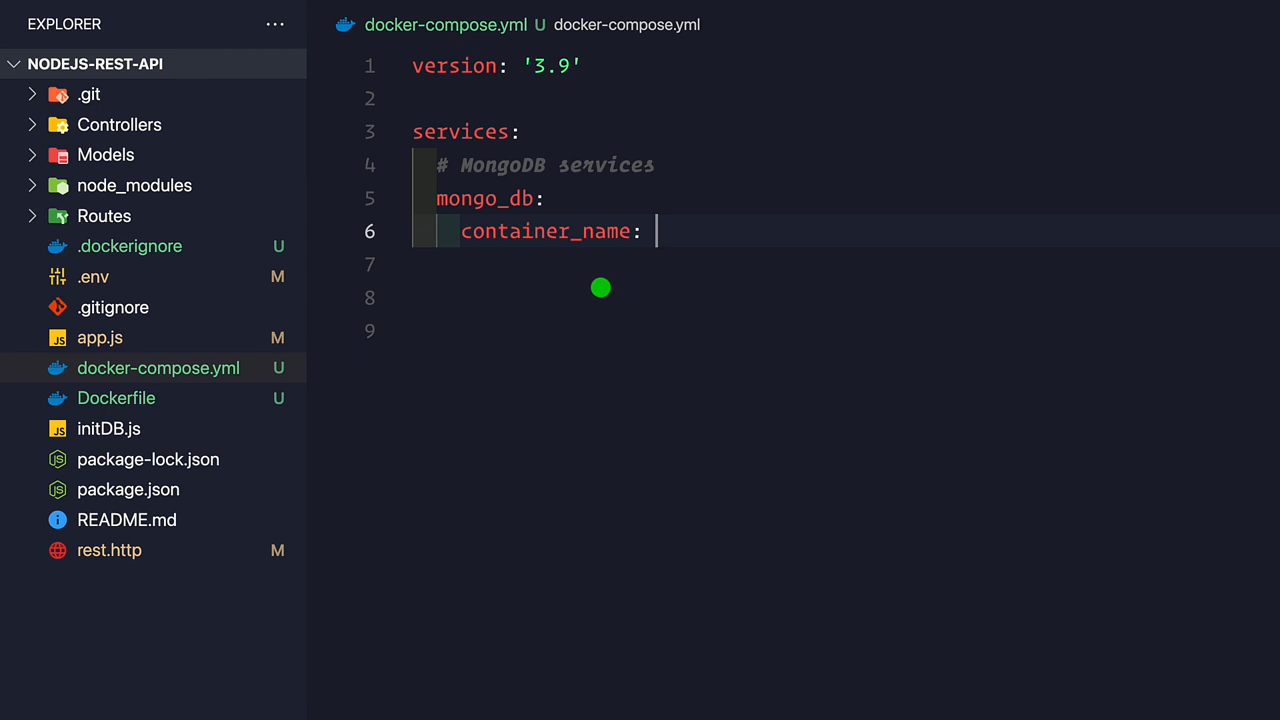 EXPLORER ...
NODEJS-REST-API
.git
Controllers
Models
node_modules
Routes
.dockerignore U
.env M
.gitignore
JS app.js M
docker-compose.yml U
Dockerfile U
JS initDB.js
package-lock.json
package.json
README.md
rest.http M
docker-compose.yml U docker-compose.yml
1 version: '3.9'
2
3 services:
4 # MongoDB services
5 mongo_db:
6 container_name:
7
8
9